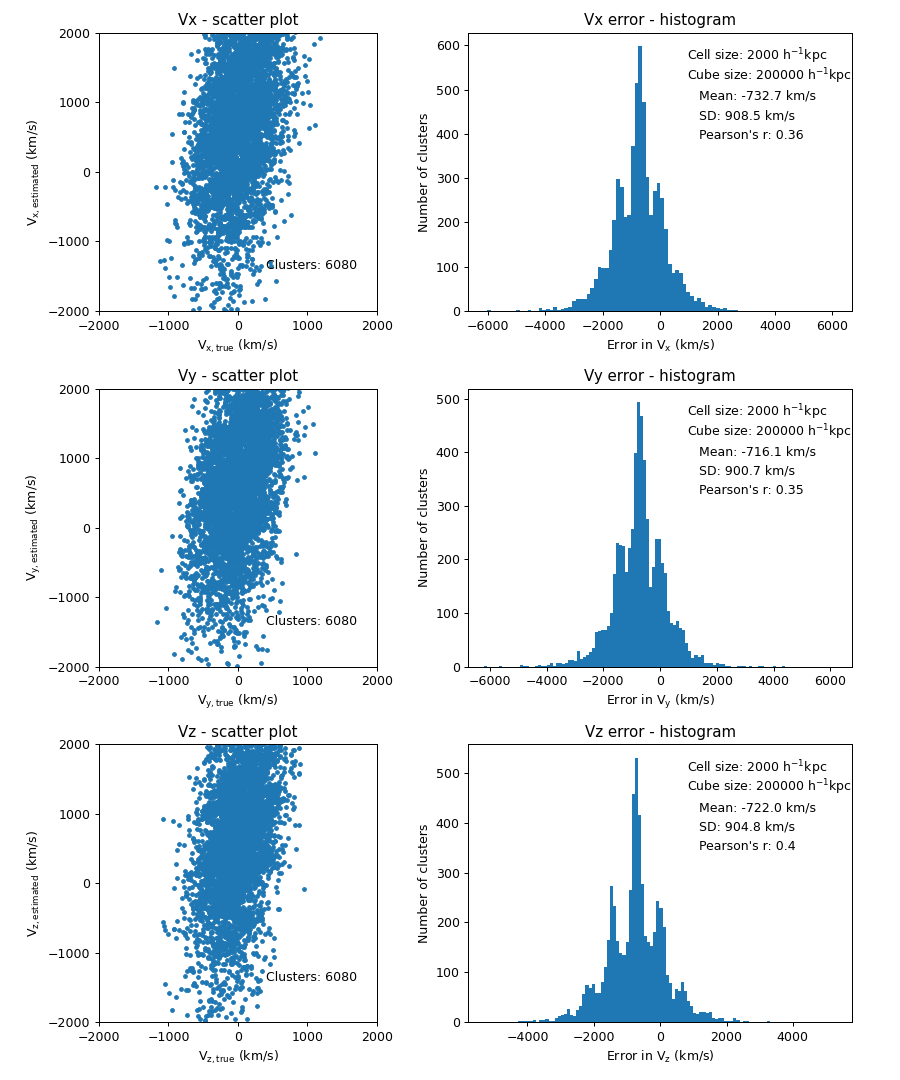 Vx - scatter plot
2000
1000
0
−1000
−2000
V_x, estimated (km/s)
Clusters: 6080
−2000 −1000 0 1000 2000
V_x, true (km/s)
Vx error - histogram
600
500
400
300
200
100
0
Number of clusters
Cell size: 2000 h⁻¹kpc
Cube size: 200000 h⁻¹kpc
Mean: -732.7 km/s
SD: 908.5 km/s
Pearson's r: 0.36
−6000 −4000 −2000 0 2000 4000 6000
Error in V_x (km/s)
Vy - scatter plot
2000
1000
0
−1000
−2000
V_y, estimated (km/s)
Clusters: 6080
−2000 −1000 0 1000 2000
V_y, true (km/s)
Vy error - histogram
500
400
300
200
100
0
Number of clusters
Cell size: 2000 h⁻¹kpc
Cube size: 200000 h⁻¹kpc
Mean: -716.1 km/s
SD: 900.7 km/s
Pearson's r: 0.35
−6000 −4000 −2000 0 2000 4000 6000
Error in V_y (km/s)
Vz - scatter plot
2000
1000
0
−1000
−2000
V_z, estimated (km/s)
Clusters: 6080
−2000 −1000 0 1000 2000
V_z, true (km/s)
Vz error - histogram
500
400
300
200
100
0
Number of clusters
Cell size: 2000 h⁻¹kpc
Cube size: 200000 h⁻¹kpc
Mean: -722.0 km/s
SD: 904.8 km/s
Pearson's r: 0.4
−4000 −2000 0 2000 4000
Error in V_z (km/s)